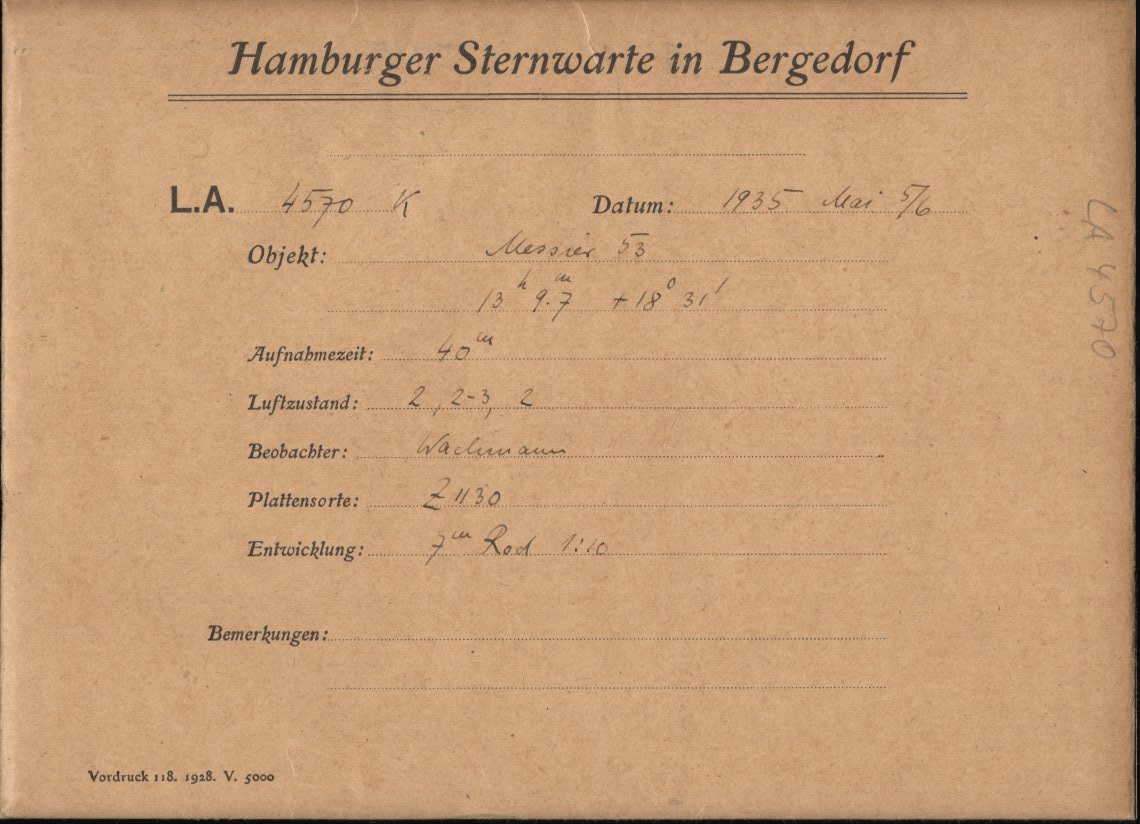 Hamburger Sternwarte in Bergedorf
L.A. 4570 K Datum: 1935 Mai 5/6
Objekt: Messier 53
13ʰ 9.7ᵐ +18° 31'
Aufnahmezeit: 40ᵐ
Luftzustand: 2, 2-3, 2
Beobachter: Wachmann
Plattensorte: Z 1130
Entwicklung: 7ᵐ Rod 1:10
Bemerkungen:
Vordruck 118. 1928. V. 5000
LA 4570